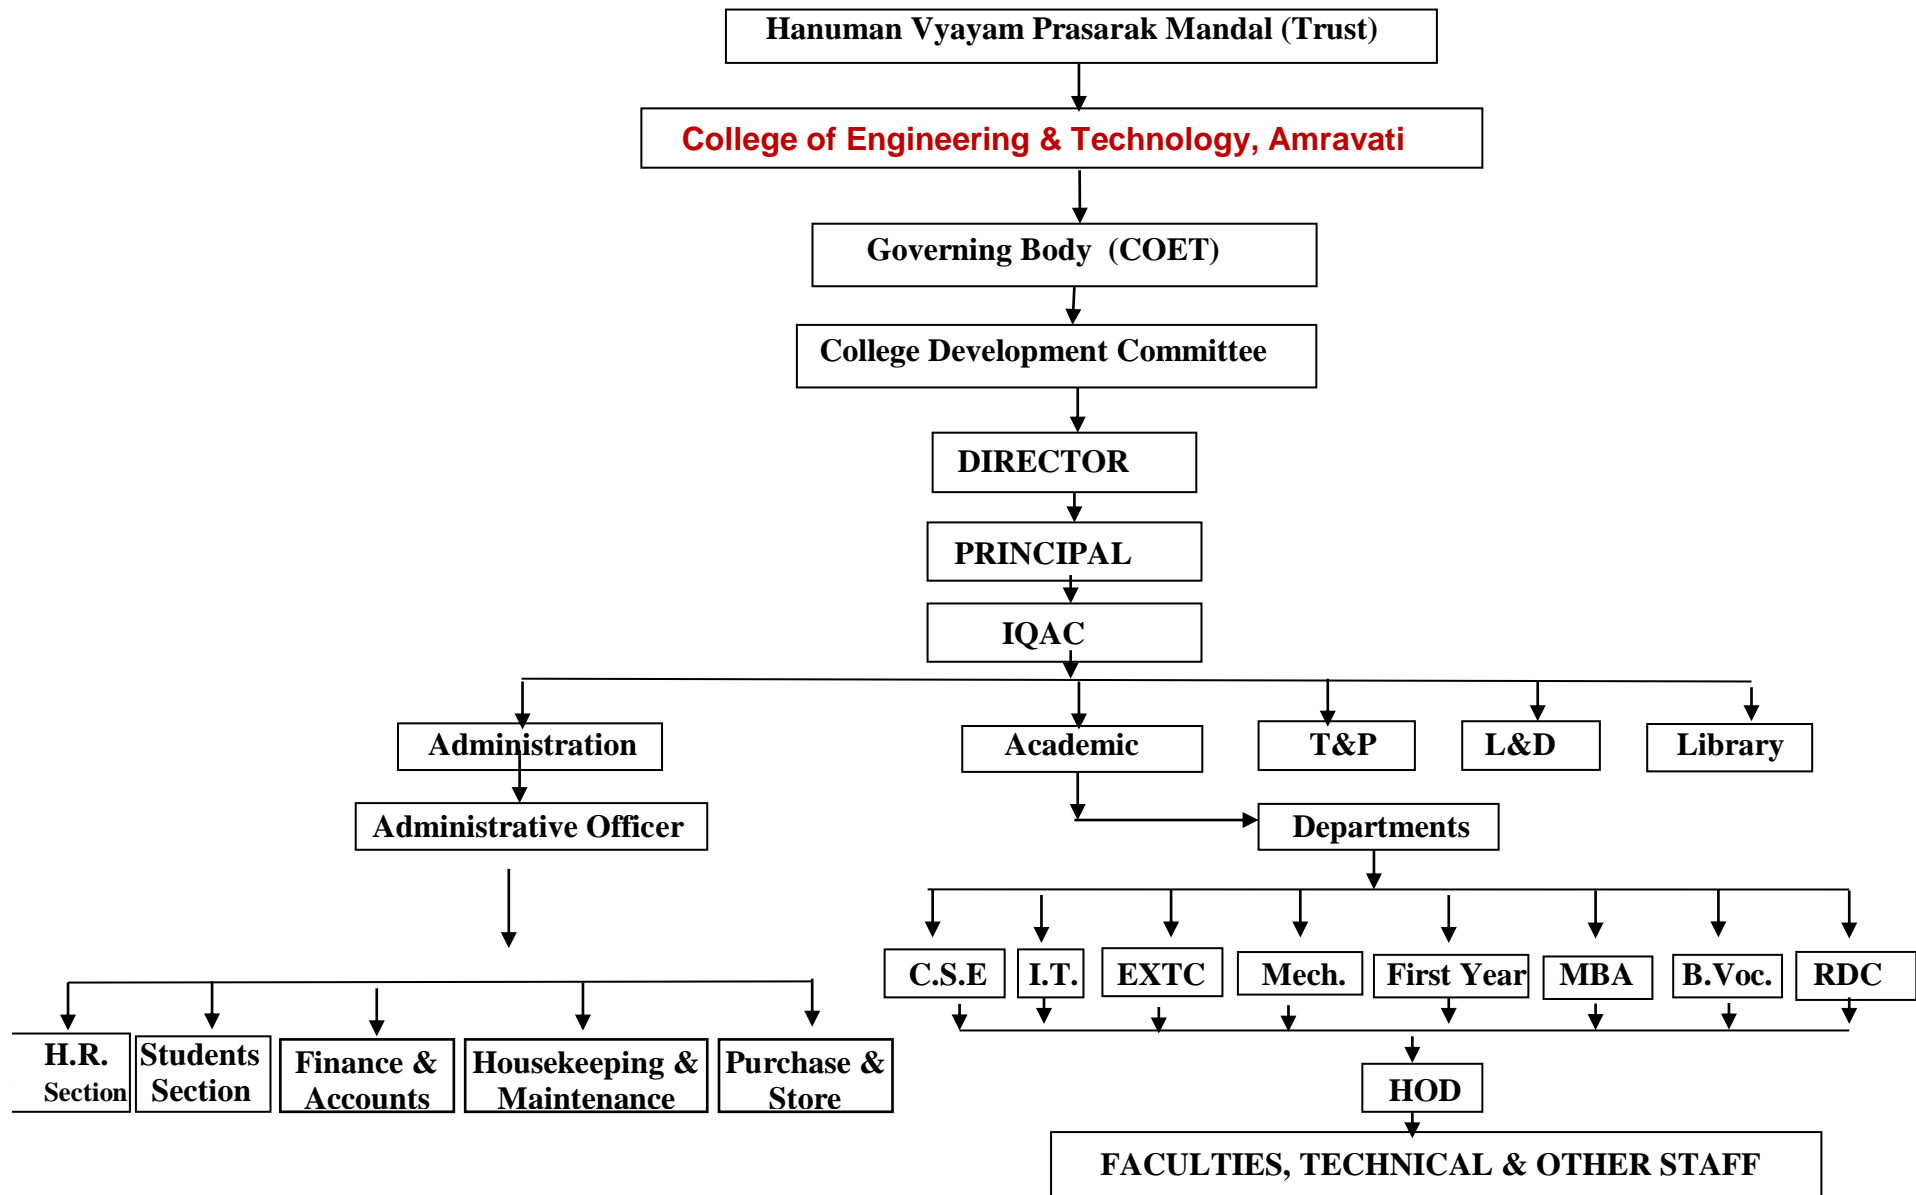 Hanuman Vyayam Prasarak Mandal (Trust)
College of Engineering & Technology, Amravati
Governing Body (COET)
College Development Committee
DIRECTOR
PRINCIPAL
IQAC
Administration
Academic
T&P
L&D
Library
Administrative Officer
Departments
C.S.E
I.T.
EXTC
Mech.
First Year
MBA
B.Voc.
RDC
H.R.
Section
Students
Section
Finance &
Accounts
Housekeeping &
Maintenance
Purchase &
Store
HOD
FACULTIES, TECHNICAL & OTHER STAFF